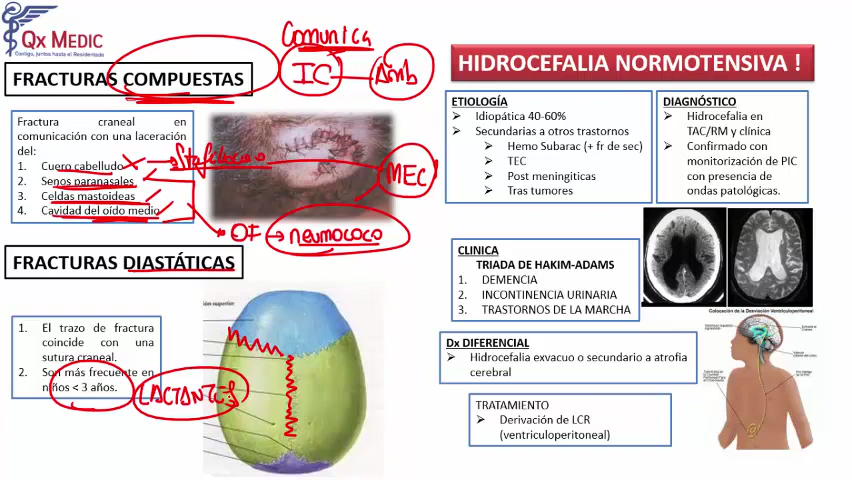 Qx MEDIC
Contigo, juntos hasta el Residentado
Comunica
IC — Amb
FRACTURAS COMPUESTAS
Fractura craneal en
comunicación con una laceración
del:
1. Cuero cabelludo
2. Senos paranasales
3. Celdas mastoideas
4. Cavidad del oído medio
Stafilococo
MEC
OF → neumococo
FRACTURAS DIASTÁTICAS
1. El trazo de fractura
coincide con una
sutura craneal.
2. Son más frecuente en
niños < 3 años.
LACTANTES
HIDROCEFALIA NORMOTENSIVA !
ETIOLOGÍA
Idiopática 40-60%
Secundarias a otros trastornos
Hemo Subarac (+ fr de sec)
TEC
Post meningiticas
Tras tumores
DIAGNÓSTICO
Hidrocefalia en
TAC/RM y clínica
Confirmado con
monitorización de PIC
con presencia de
ondas patológicas.
CLINICA
TRIADA DE HAKIM-ADAMS
1. DEMENCIA
2. INCONTINENCIA URINARIA
3. TRASTORNOS DE LA MARCHA
Colocación de Desviación Ventriculoperitoneal
Dx DIFERENCIAL
Hidrocefalia exvacuo o secundario a atrofia
cerebral
TRATAMIENTO
Derivación de LCR
(ventriculoperitoneal)